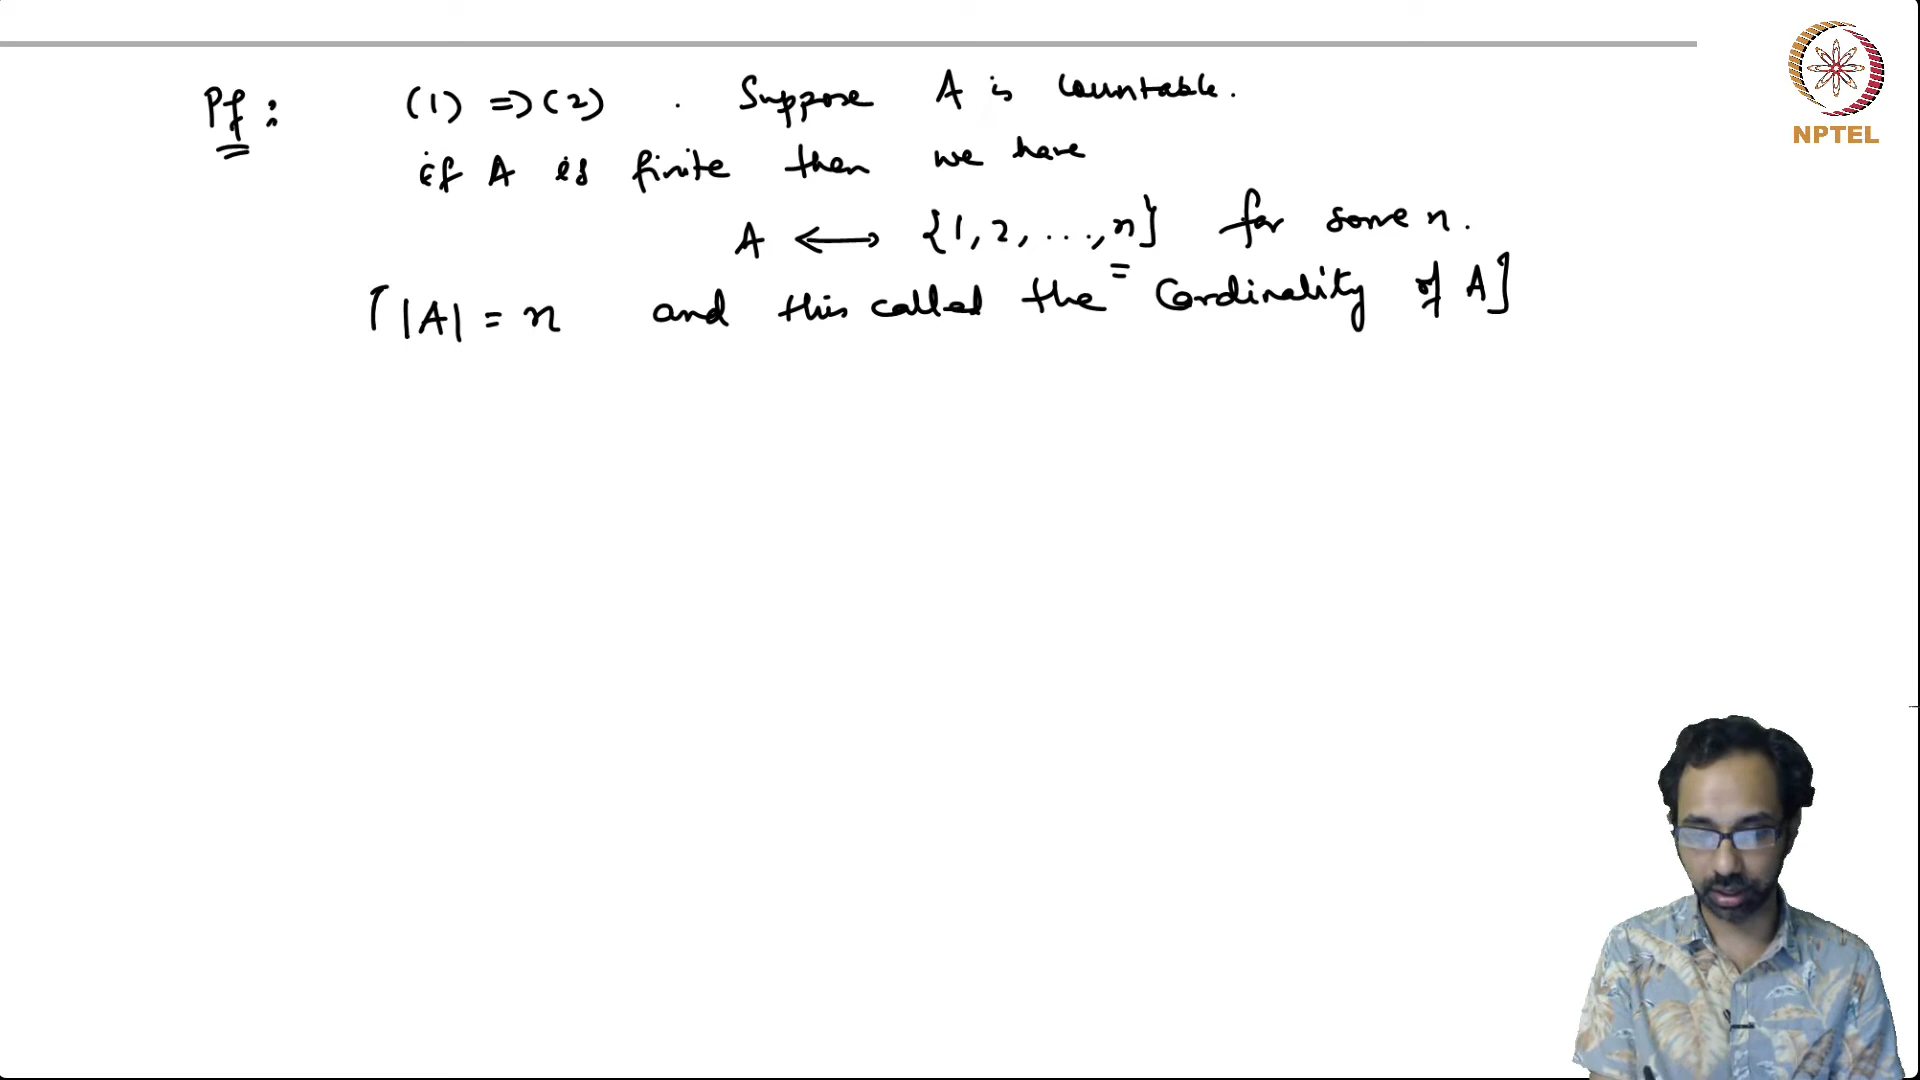 Pf: (1) => (2) . Suppose A is countable.
if A is finite then we have
A ⟷ {1, 2, ..., n} for some n.
[ |A| = n and this called the Cardinality of A]
NPTEL